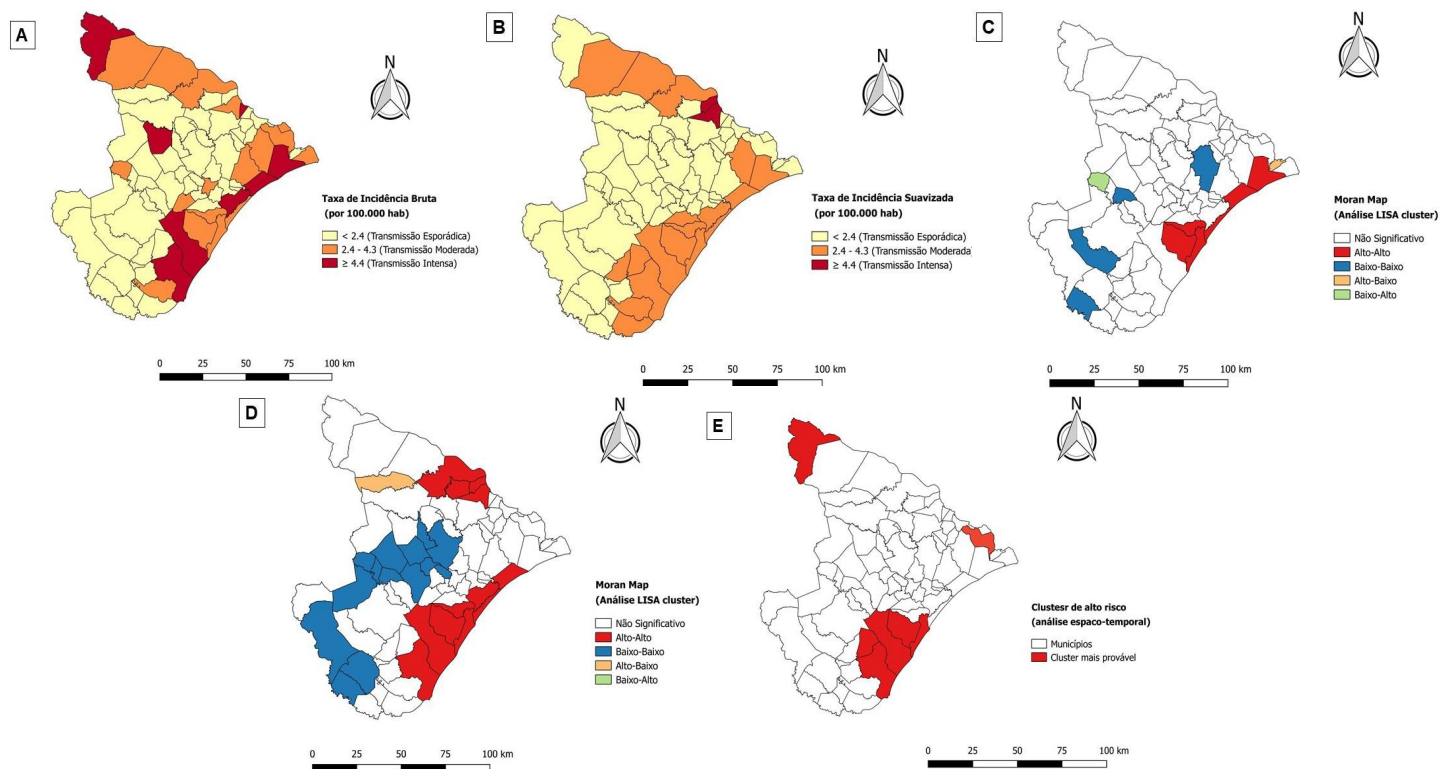 A
N
Taxa de Incidência Bruta
(por 100.000 hab)
< 2.4 (Transmissão Esporádica)
2.4 - 4.3 (Transmissão Moderada)
≥ 4.4 (Transmissão Intensa)
0 25 50 75 100 km
B
N
Taxa de Incidência Suavizada
(por 100.000 hab)
< 2.4 (Transmissão Esporádica)
2.4 - 4.3 (Transmissão Moderada)
≥ 4.4 (Transmissão Intensa)
0 25 50 75 100 km
C
N
Moran Map
(Análise LISA cluster)
Não Significativo
Alto-Alto
Baixo-Baixo
Alto-Baixo
Baixo-Alto
0 25 50 75 100 km
D
N
Moran Map
(Análise LISA cluster)
Não Significativo
Alto-Alto
Baixo-Baixo
Alto-Baixo
Baixo-Alto
0 25 50 75 100 km
E
N
Clustesr de alto risco
(análise espaco-temporal)
Municípios
Cluster mais provável
0 25 50 75 100 km